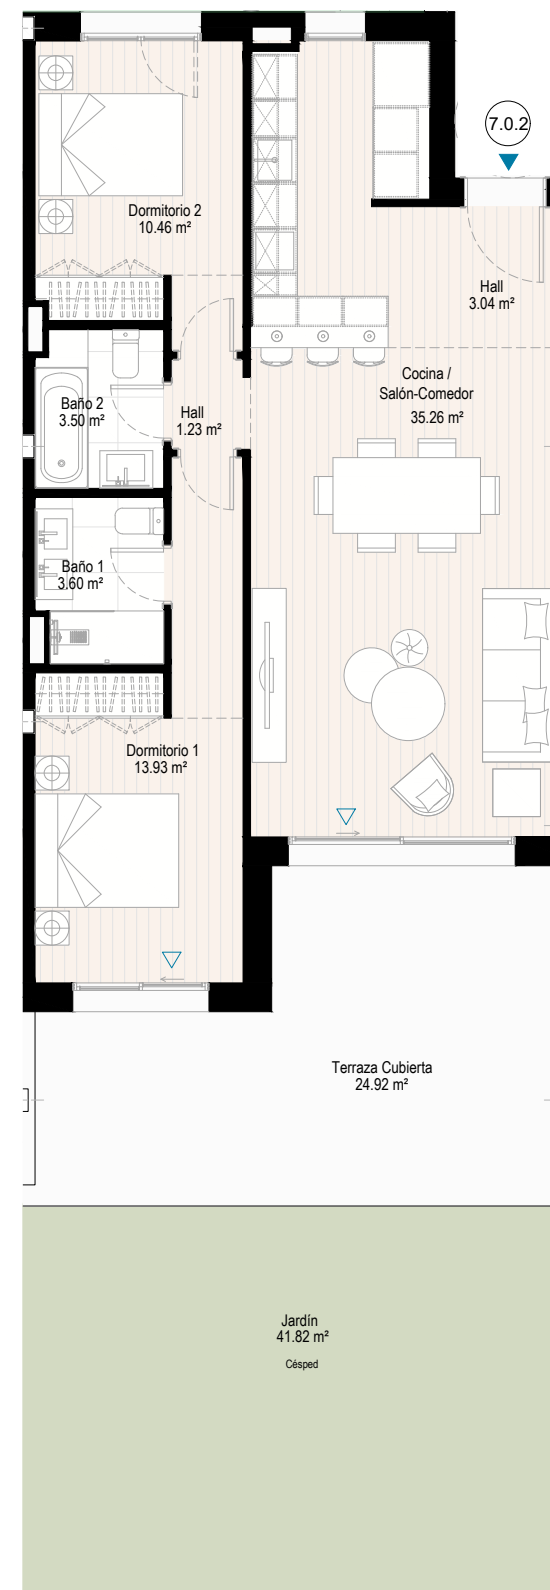 7.0.2
Dormitorio 2
10.46 m²
Hall
3.04 m²
Cocina /
Salón-Comedor
35.26 m²
Baño 2
3.50 m²
Hall
1.23 m²
Baño 1
3.60 m²
Dormitorio 1
13.93 m²
Terraza Cubierta
24.92 m²
Jardín
41.82 m²
Césped